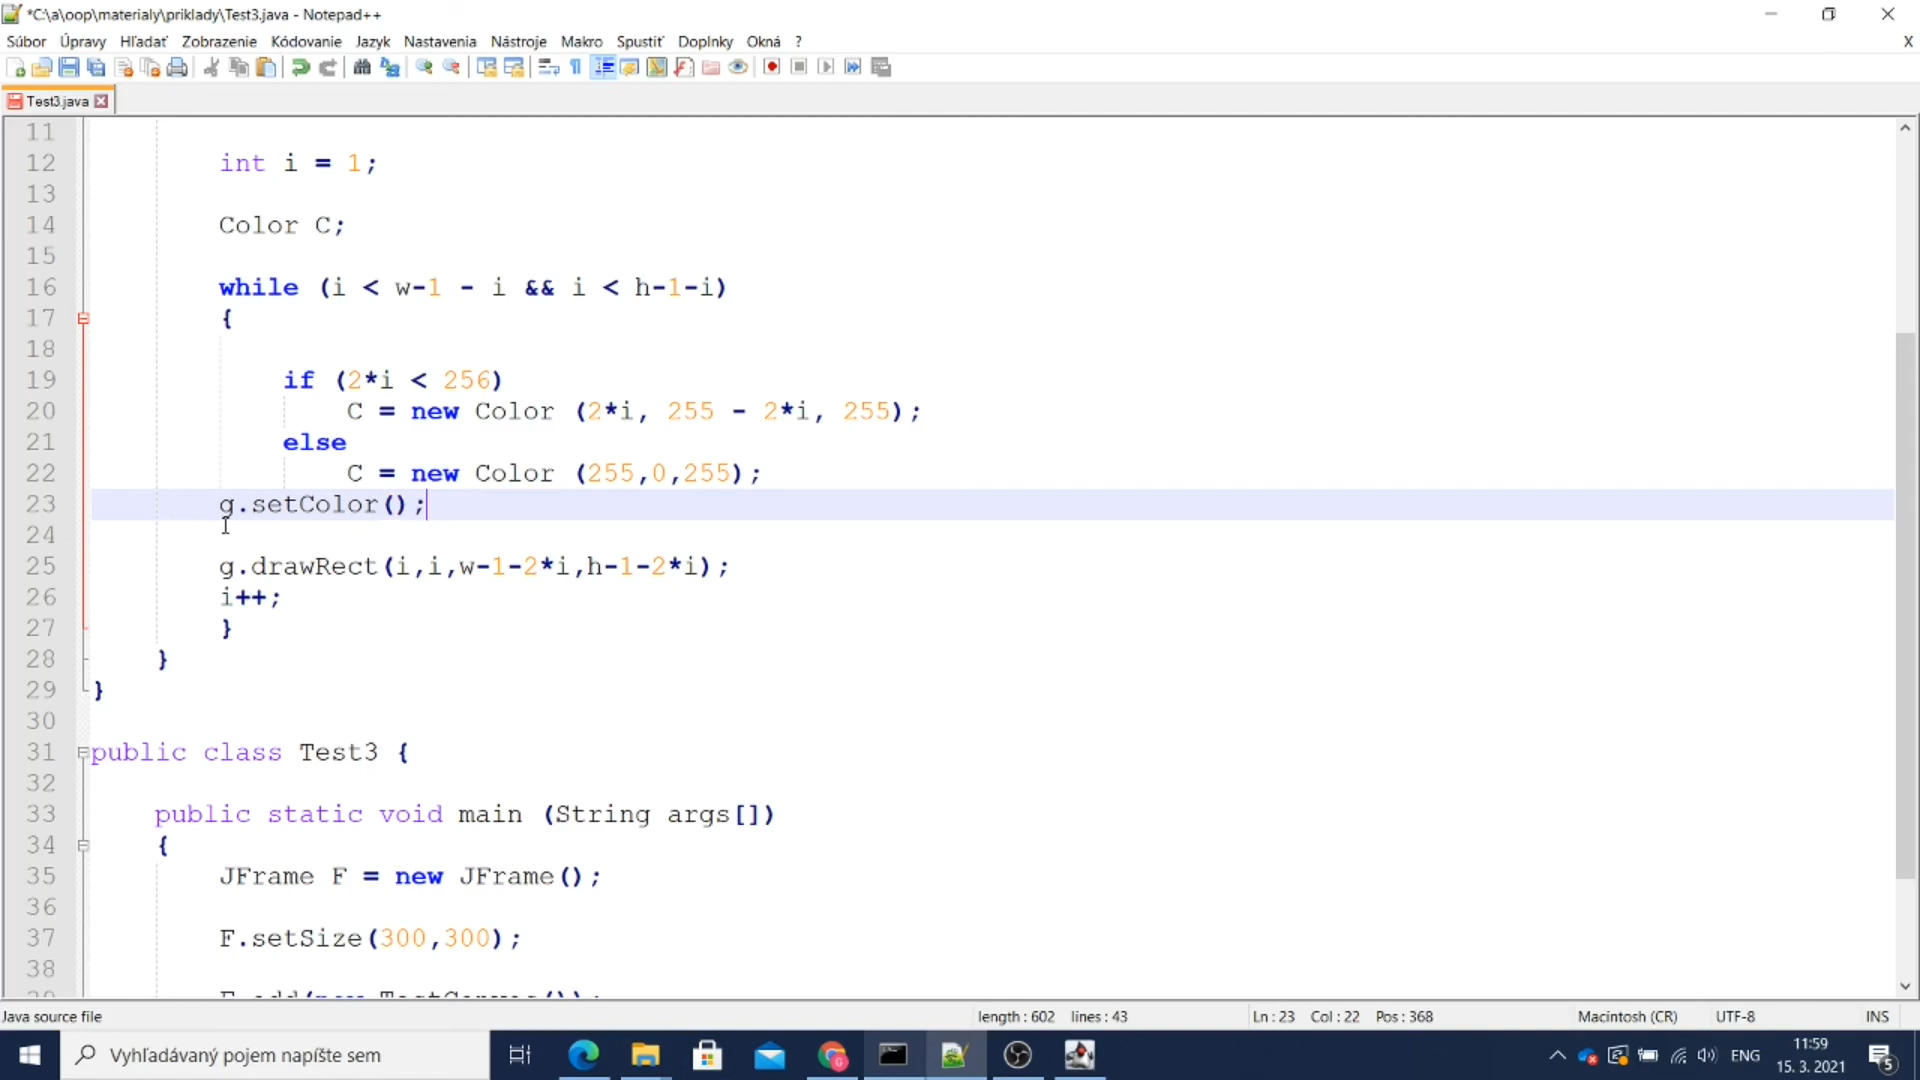 *C:\a\oop\materialy\priklady\Test3.java - Notepad++
Súbor Úpravy Hľadať Zobrazenie Kódovanie Jazyk Nastavenia Nástroje Makro Spustiť Doplnky Okná ? X
Test3.java
11
12 int i = 1;
13
14 Color C;
15
16 while (i < w-1 - i && i < h-1-i)
17 {
18
19 if (2*i < 256)
20 C = new Color (2*i, 255 - 2*i, 255);
21 else
22 C = new Color (255,0,255);
23 g.setColor();
24
25 g.drawRect(i,i,w-1-2*i,h-1-2*i);
26 i++;
27 }
28 }
29 }
30
31 public class Test3 {
32
33 public static void main (String args[])
34 {
35 JFrame F = new JFrame();
36
37 F.setSize(300,300);
38
39 F.add(new TestCanvas());
Java source file length : 602 lines : 43 Ln : 23 Col : 22 Pos : 368 Macintosh (CR) UTF-8 INS
Vyhľadávaný pojem napíšte sem ENG 11:59
15. 3. 2021 5